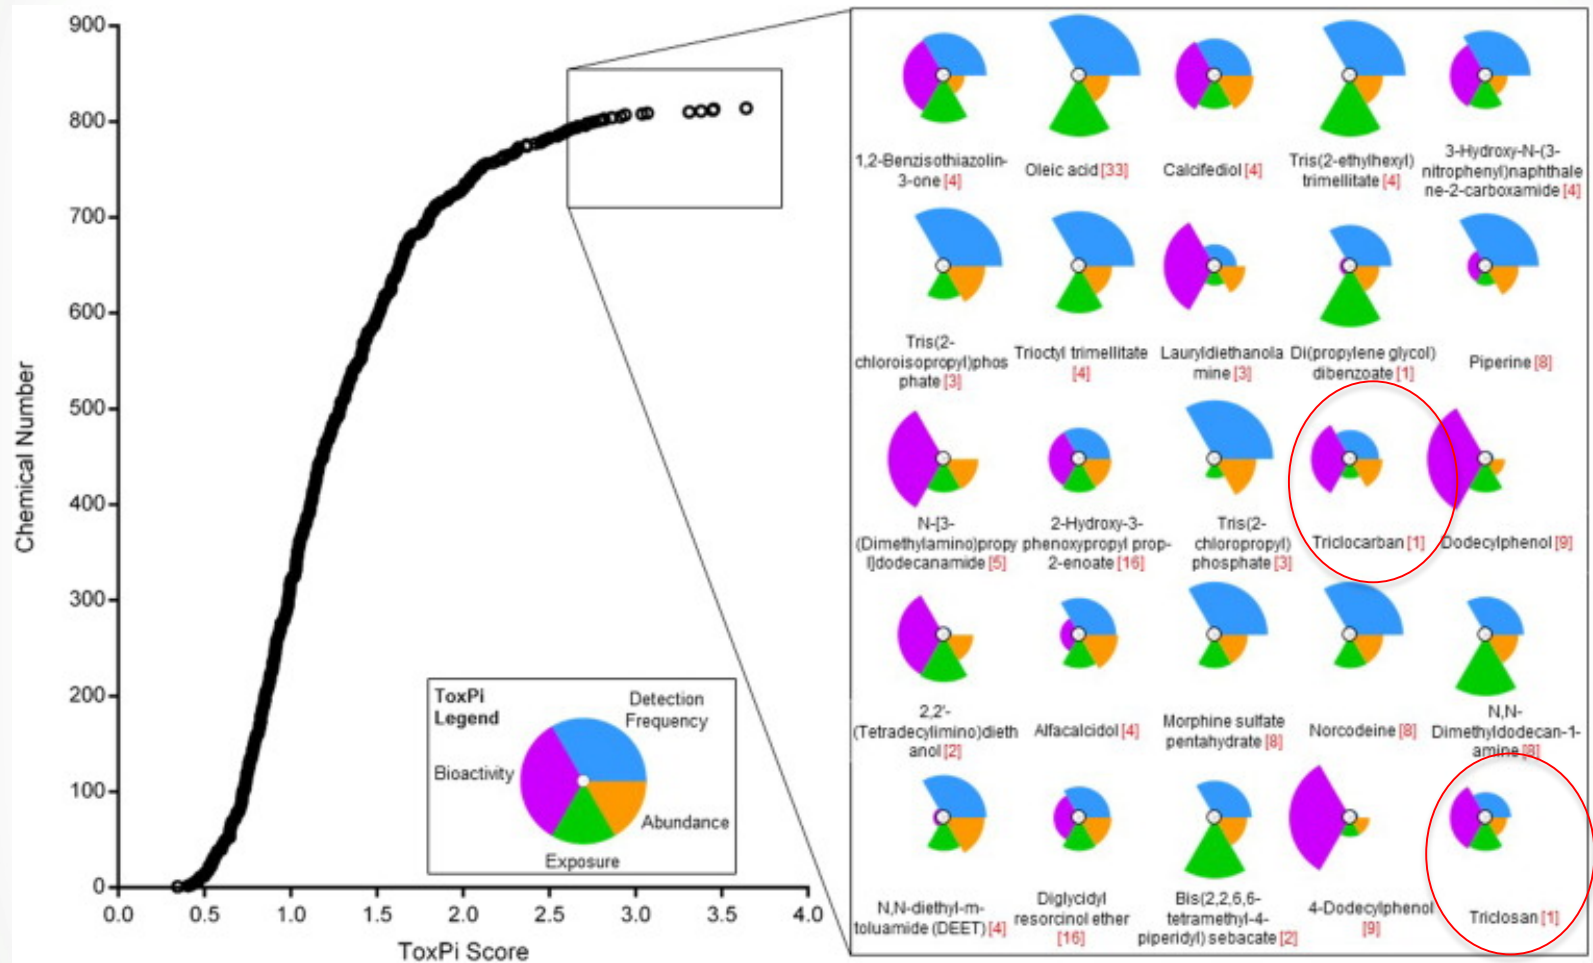 900
800
700
600
500
400
300
200
100
0
Chemical Number
0.0 0.5 1.0 1.5 2.0 2.5 3.0 3.5 4.0
ToxPi Score
ToxPi
Legend
Detection
Frequency
Bioactivity
Abundance
Exposure
1,2-Benzisothiazolin-
3-one [4]
Oleic acid [33]
Calcifediol [4]
Tris(2-ethylhexyl)
trimellitate [4]
3-Hydroxy-N-(3-
nitrophenyl)naphthale
ne-2-carboxamide [4]
Tris(2-
chloroisopropyl)phos
phate [3]
Trioctyl trimellitate
[4]
Lauryldiethanola
mine [3]
Di(propylene glycol)
dibenzoate [1]
Piperine [8]
N-[3-
(Dimethylamino)propy
l]dodecanamide [5]
2-Hydroxy-3-
phenoxypropyl prop-
2-enoate [16]
Tris(2-
chloropropyl)
phosphate [3]
Triclocarban [1]
Dodecylphenol [9]
2,2'-
(Tetradecylimino)dieth
anol [2]
Alfacalcidol [4]
Morphine sulfate
pentahydrate [8]
Norcodeine [8]
N,N-
Dimethyldodecan-1-
amine [8]
N,N-diethyl-m-
toluamide (DEET) [4]
Diglycidyl
resorcinol ether
[16]
Bis(2,2,6,6-
tetramethyl-4-
piperidyl) sebacate [2]
4-Dodecylphenol
[9]
Triclosan [1]